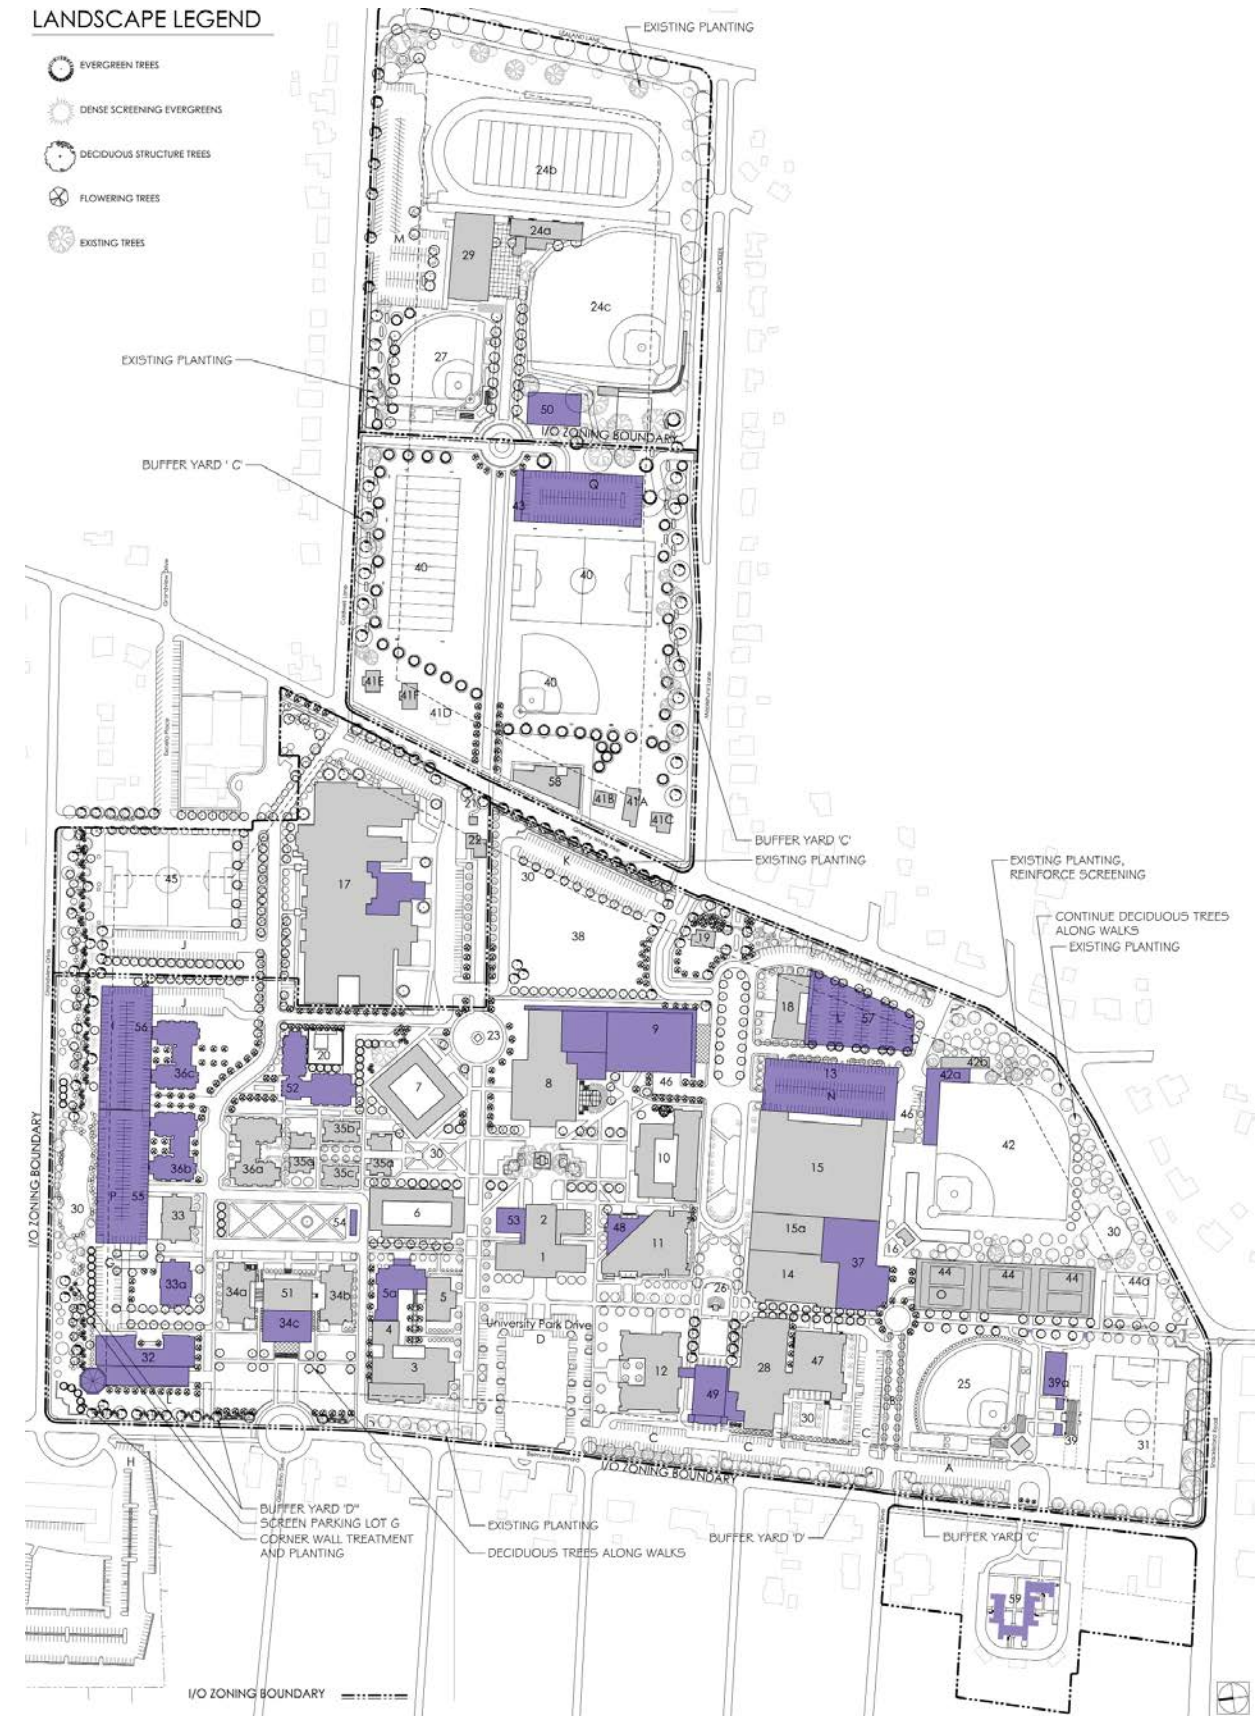 LANDSCAPE LEGEND
EVERGREEN TREES
DENSE SCREENING EVERGREENS
DECIDUOUS STRUCTURE TREES
FLOWERING TREES
EXISTING TREES
EXISTING PLANTING
24b
24a
M
29
24c
27
EXISTING PLANTING
50
I/O ZONING BOUNDARY
BUFFER YARD ' C'
Q
43
40
40
40
41E
41F
41D
58
41B
41A
41C
21
22
K
30
BUFFER YARD 'C'
EXISTING PLANTING
EXISTING PLANTING,
REINFORCE SCREENING
CONTINUE DECIDUOUS TREES
ALONG WALKS
EXISTING PLANTING
45
17
38
19
J
J
18
L
57
56
36c
20
52
23
7
8
9
46
13
N
46
42a
42b
42
36a
35b
35a
35c
35d
30
10
15
36b
P
55
30
33
54
6
53
2
1
48
11
15a
37
16
30
14
26
44
44
44
44a
O
33a
34a
51
34b
34c
5a
5
4
3
University Park Drive
D
12
49
28
47
30
32
25
39a
39
31
C
C
C
B
A
H
I/O ZONING BOUNDARY
I/O ZONING BOUNDARY
BUFFER YARD 'D"
SCREEN PARKING LOT G
CORNER WALL TREATMENT
AND PLANTING
EXISTING PLANTING
DECIDUOUS TREES ALONG WALKS
BUFFER YARD 'D'
BUFFER YARD 'C'
59
I/O ZONING BOUNDARY